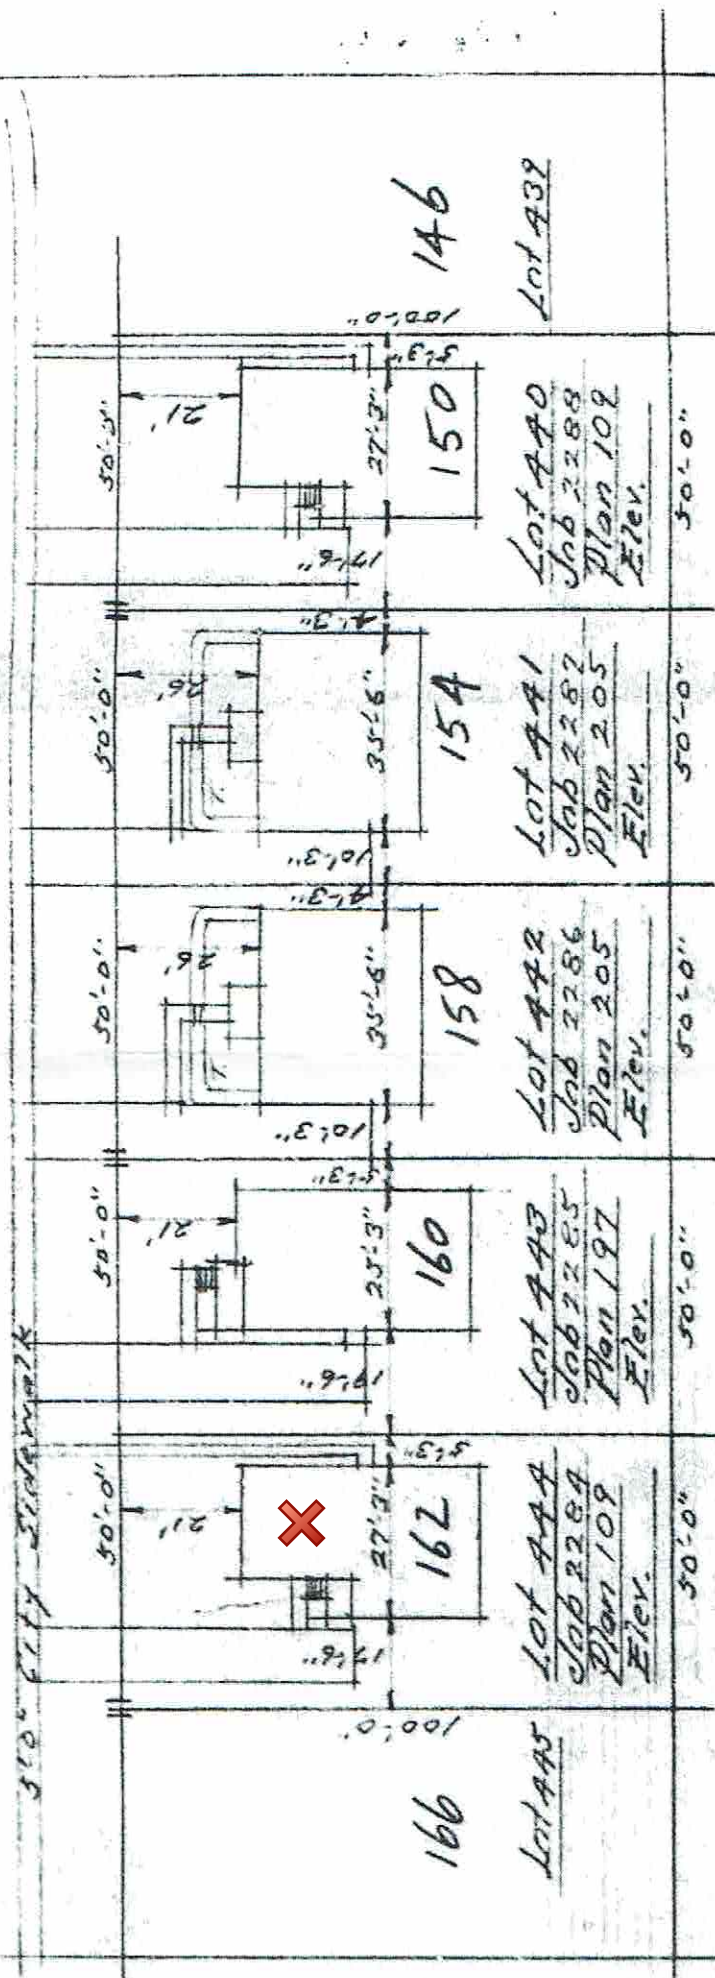 5'0" City Sidewalk
166
Lot 445
100'-0"
50'-0"
21'
17'-6"
27'-3"
5'-3"
162
Lot 444
Job 2284
Plan 109
Elev.
50'-0"
50'-0"
21'
17'-6"
25'-3"
5'-3"
160
Lot 443
Job 2285
Plan 197
Elev.
50'-0"
50'-0"
26'
10'-3"
35'-6"
4'-3"
158
Lot 442
Job 2286
Plan 205
Elev.
50'-0"
50'-0"
26'
10'-3"
35'-6"
4'-3"
154
Lot 441
Job 2287
Plan 205
Elev.
50'-0"
50'-0"
21'
17'-6"
27'-3"
5'-3"
150
Lot 440
Job 2288
Plan 109
Elev.
50'-0"
100'-0"
146
Lot 439